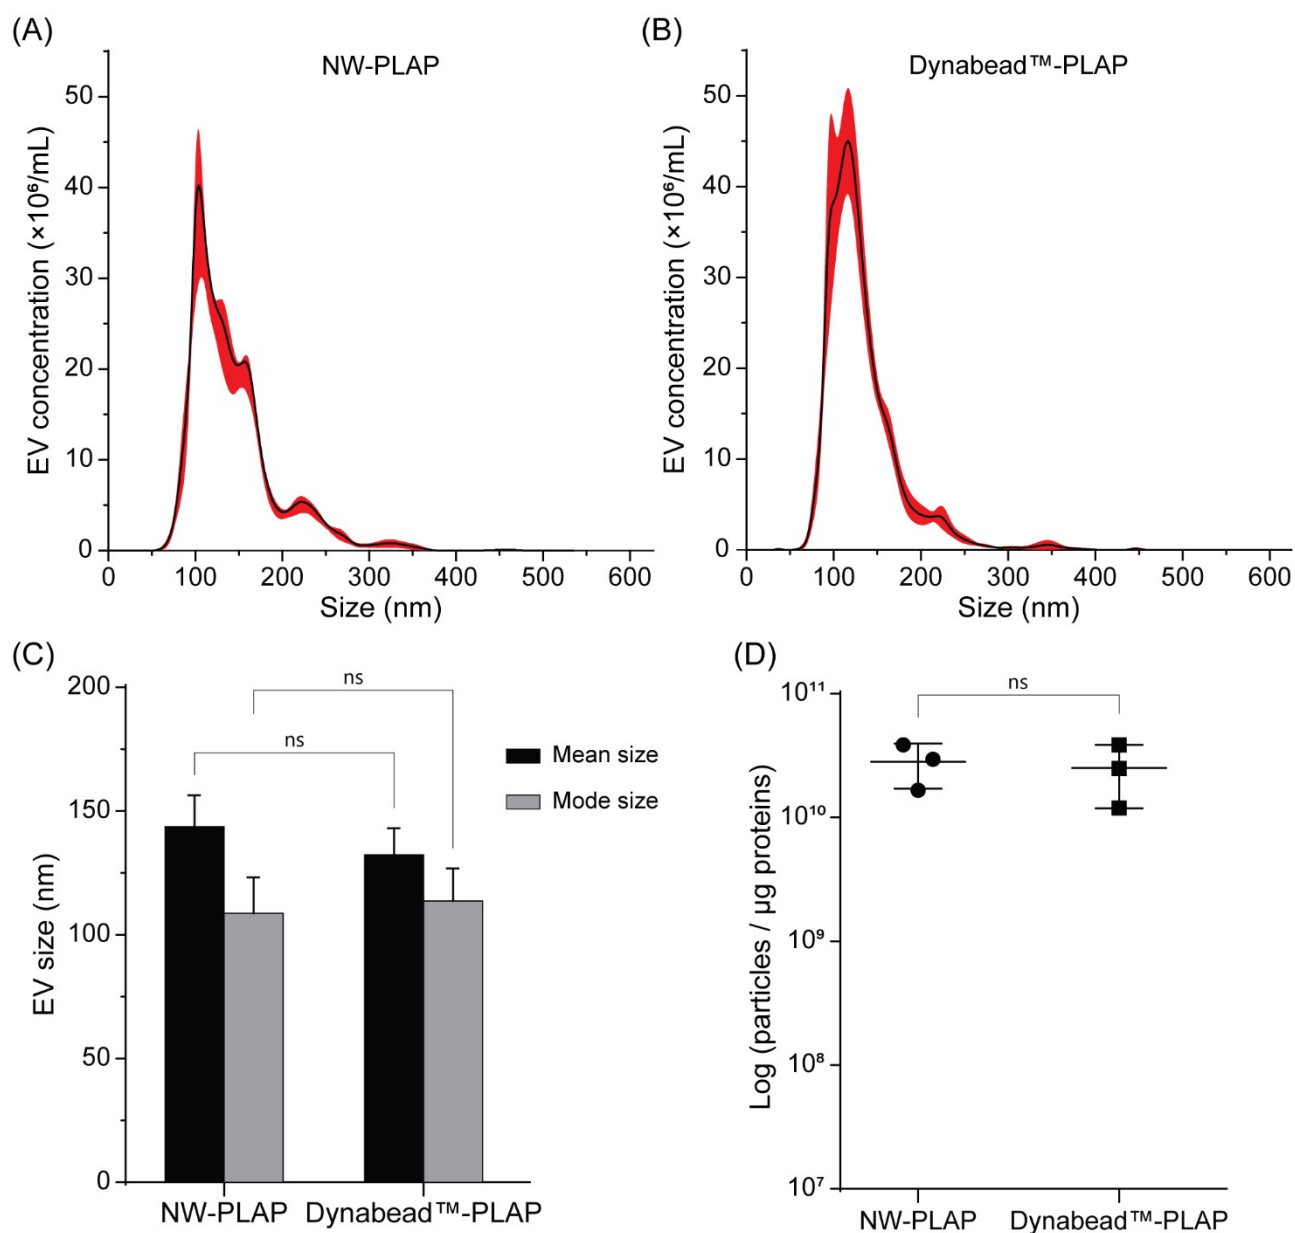 (A)
NW-PLAP
EV concentration (×10⁶/mL)
50
40
30
20
10
0
0 100 200 300 400 500 600
Size (nm)
(B)
Dynabead™-PLAP
EV concentration (×10⁶/mL)
50
40
30
20
10
0
0 100 200 300 400 500 600
Size (nm)
(C)
EV size (nm)
200
150
100
50
0
ns
ns
Mean size
Mode size
NW-PLAP Dynabead™-PLAP
(D)
Log (particles / µg proteins)
10¹¹
10¹⁰
10⁹
10⁸
10⁷
ns
NW-PLAP Dynabead™-PLAP